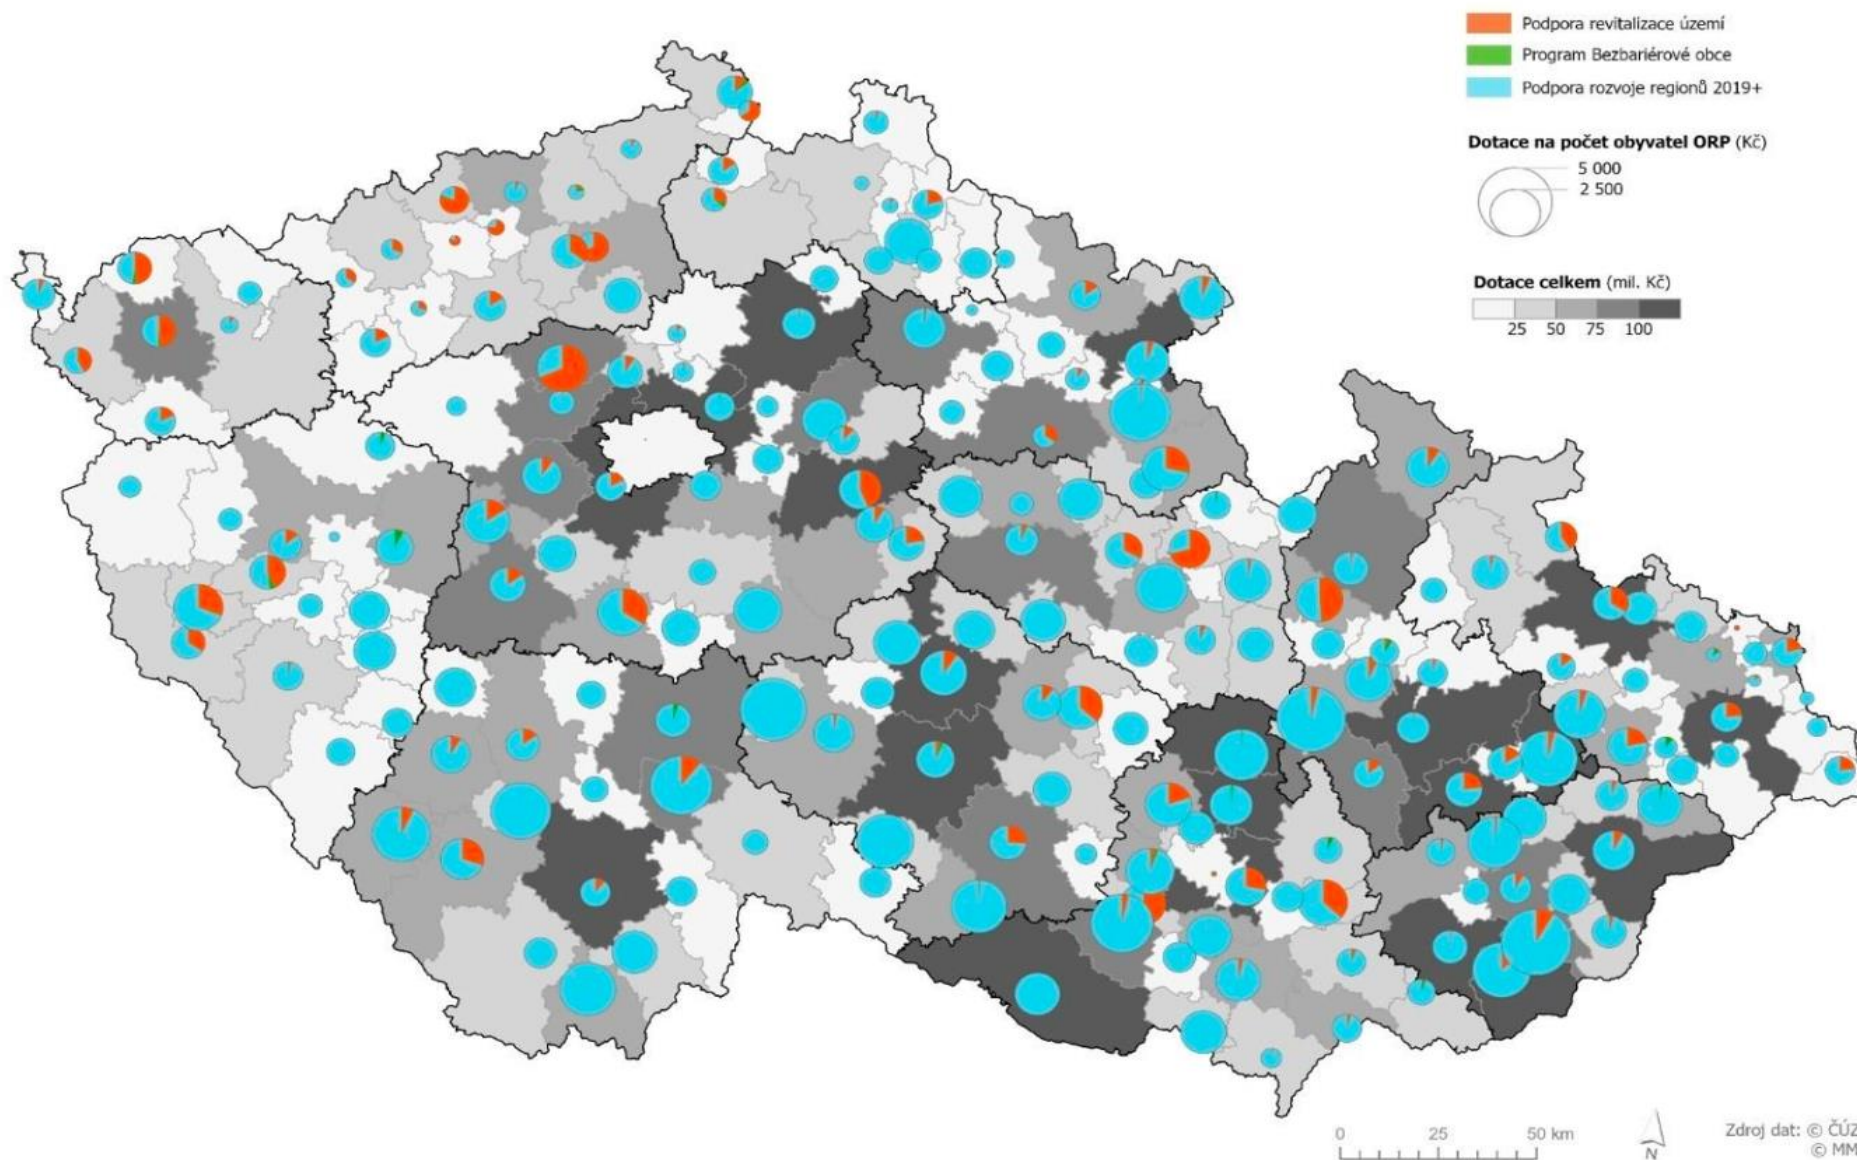 Podpora revitalizace území
Program Bezbariérové obce
Podpora rozvoje regionů 2019+
Dotace na počet obyvatel ORP (Kč)
5 000
2 500
Dotace celkem (mil. Kč)
25 50 75 100
0 25 50 km
N
Zdroj dat: © ČÚZ
© MM